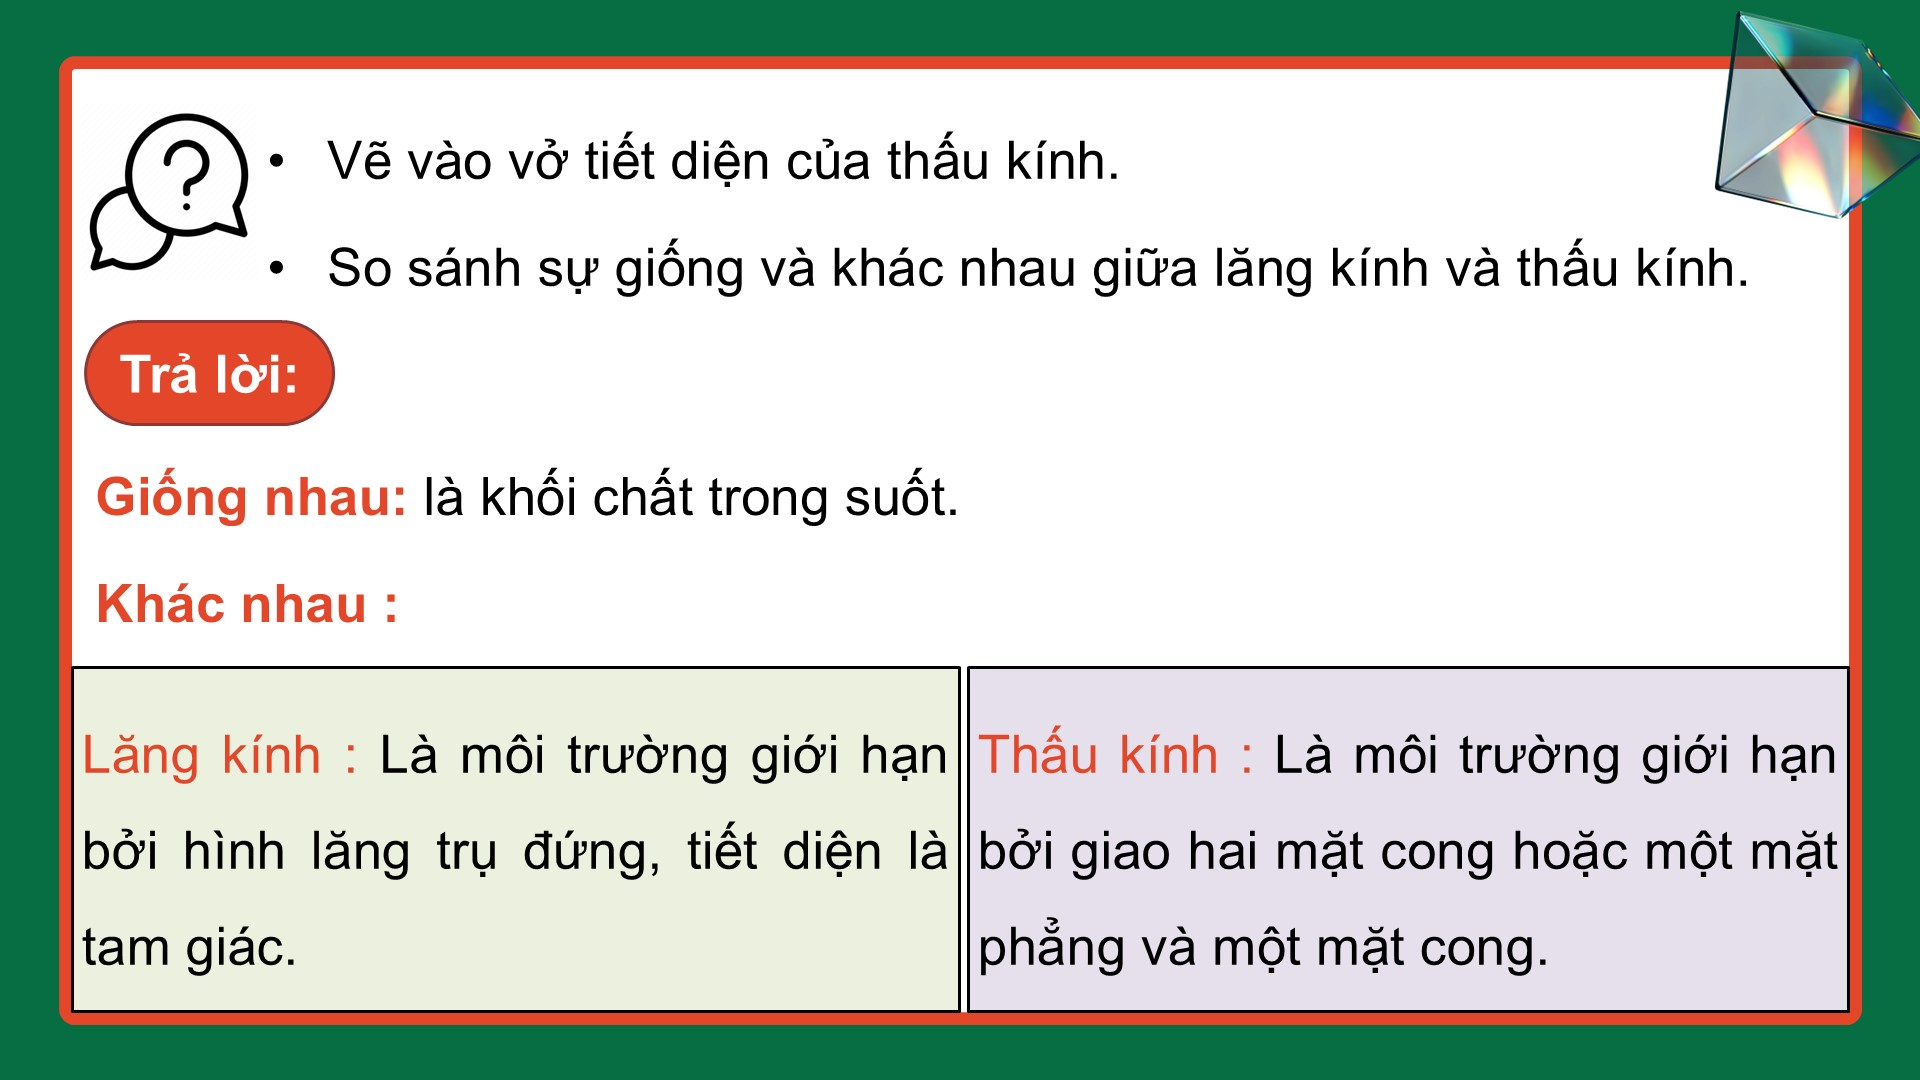 • Vẽ vào vở tiết diện của thấu kính.
• So sánh sự giống và khác nhau giữa lăng kính và thấu kính.
Trả lời:
Giống nhau: là khối chất trong suốt.
Khác nhau :
Lăng kính : Là môi trường giới hạn
bởi hình lăng trụ đứng, tiết diện là
tam giác.
Thấu kính : Là môi trường giới hạn
bởi giao hai mặt cong hoặc một mặt
phẳng và một mặt cong.